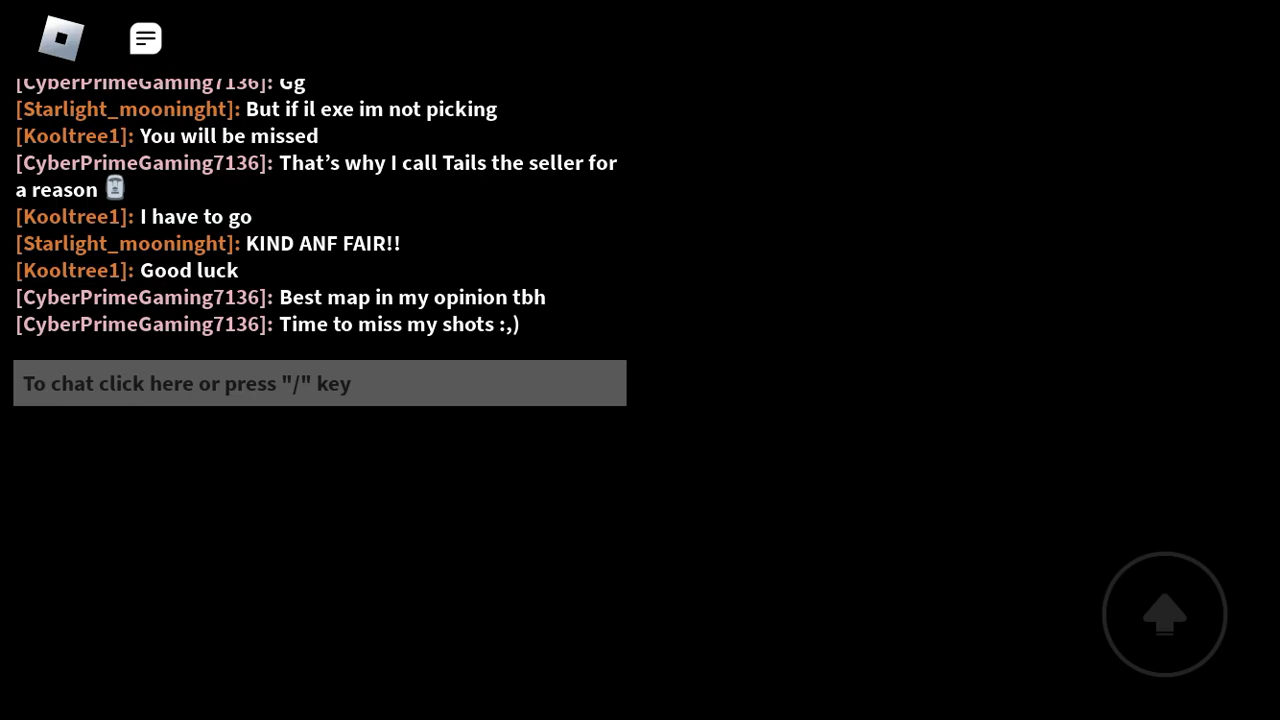 [CyberPrimeGaming7136]: Gg
[Starlight_mooninght]: But if il exe im not picking
[Kooltree1]: You will be missed
[CyberPrimeGaming7136]: That’s why I call Tails the seller for
a reason 🗿
[Kooltree1]: I have to go
[Starlight_mooninght]: KIND ANF FAIR!!
[Kooltree1]: Good luck
[CyberPrimeGaming7136]: Best map in my opinion tbh
[CyberPrimeGaming7136]: Time to miss my shots :,)
To chat click here or press "/" key